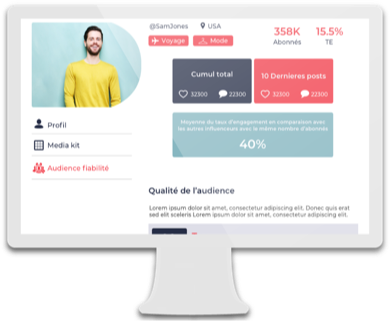 @SamJones
USA
Voyage
Mode
358K
Abonnés
15.5%
TE
Cumul total
32300
22300
10 Dernieres posts
32300
22300
Moyenne du taux d'engagement en comparaison avec
les autres influenceurs avec le même nombre d'abonnés
40%
Profil
Media kit
Audience fiabilité
Qualité de l'audience
Lorem ipsum dolor sit amet, consectetur adipiscing elit. Donec quis erat
sed elit sceleris Lorem ipsum dolor sit amet, consectetur adipiscing elit.